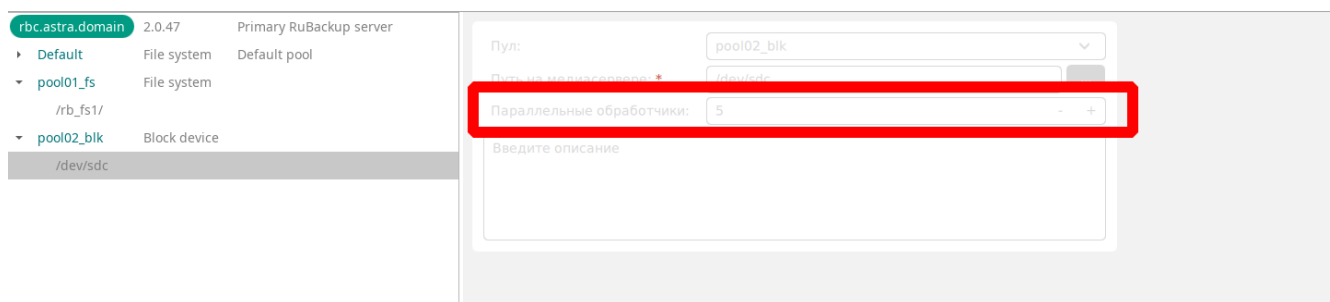 rbc.astra.domain 2.0.47 Primary RuBackup server
Default File system Default pool
pool01_fs File system
/rb_fs1/
pool02_blk Block device
/dev/sdc
Пул: pool02_blk
Путь на медиасервере: * /dev/sdc
Параллельные обработчики: 5 - +
Введите описание